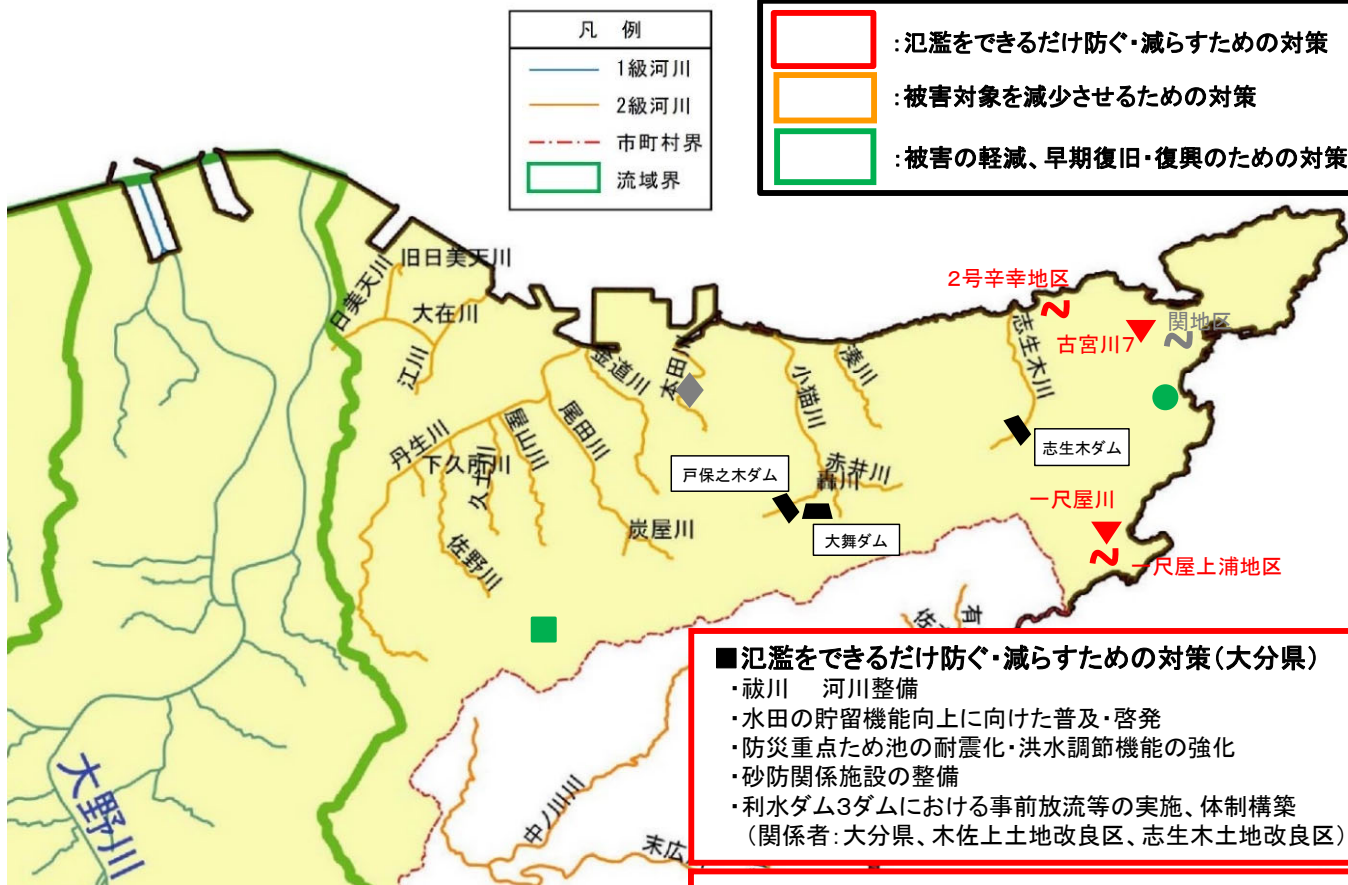 凡 例
1級河川
2級河川
市町村界
流域界
:氾濫をできるだけ防ぐ・減らすための対策
:被害対象を減少させるための対策
:被害の軽減、早期復旧・復興のための対策
旧日美天川
日美天川
大在川
江川
2号辛幸地区
古宮川7
関地区
志生木川
金道川
本田川
小猫川
湊川
丹生川
下久所川
久土川
屋山川
尾田川
佐野川
炭屋川
赤井川
轟川
戸保之木ダム
大舞ダム
志生木ダム
一尺屋川
一尺屋上浦地区
有
大野川
中ノ川川
末広
■氾濫をできるだけ防ぐ・減らすための対策(大分県)
・祓川 河川整備
・水田の貯留機能向上に向けた普及・啓発
・防災重点ため池の耐震化・洪水調節機能の強化
・砂防関係施設の整備
・利水ダム3ダムにおける事前放流等の実施、体制構築
(関係者:大分県、木佐上土地改良区、志生木土地改良区)